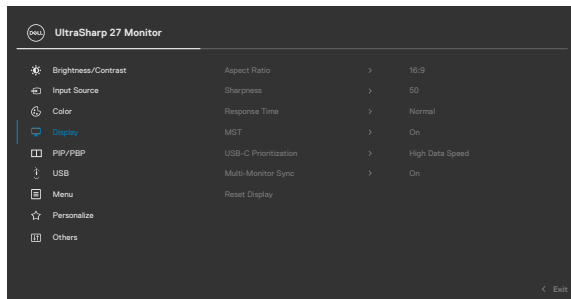 DELL UltraSharp 27 Monitor
Brightness/Contrast Aspect Ratio > 16:9
Input Source Sharpness > 50
Color Response Time > Normal
Display MST > On
PIP/PBP USB-C Prioritization > High Data Speed
USB Multi-Monitor Sync > On
Menu Reset Display
Personalize
Others
< Exit